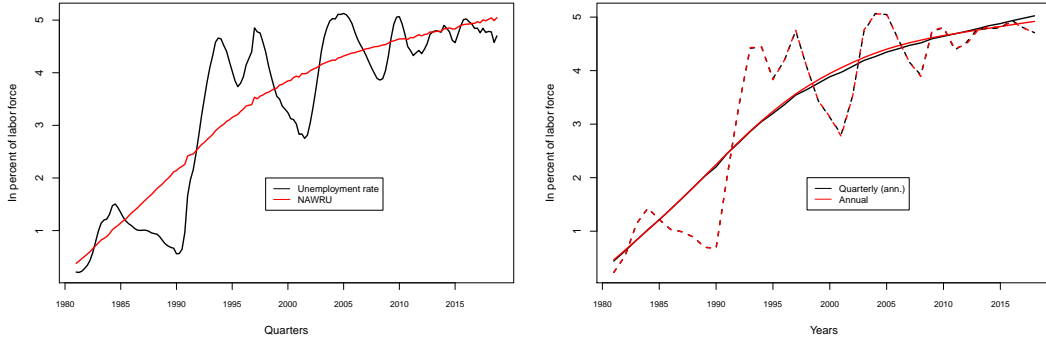 In percent of labor force
5
4
3
2
1
Unemployment rate
NAWRU
1980 1985 1990 1995 2000 2005 2010 2015
Quarters
In percent of labor force
5
4
3
2
1
Quarterly (ann.)
Annual
1980 1985 1990 1995 2000 2005 2010 2015
Years